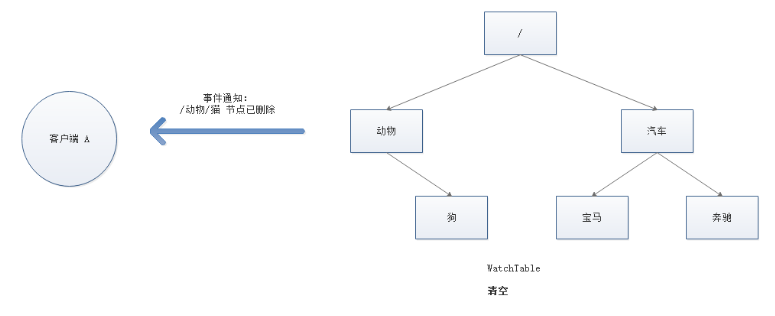 /
事件通知:
/动物/猫 节点已删除
客户端 A
动物
汽车
狗
宝马
奔驰
WatchTable
清空